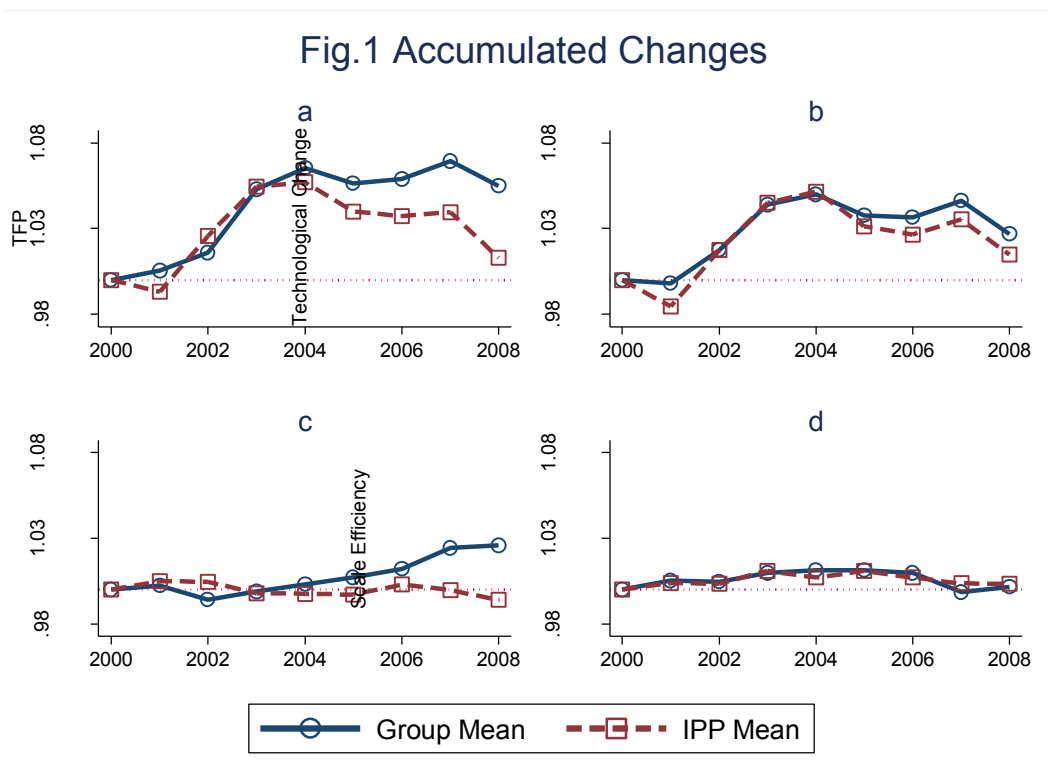 Fig.1 Accumulated Changes
a
b
TFP
1.08
1.03
.98
Technological Change
1.08
1.03
.98
2000 2002 2004 2006 2008
2000 2002 2004 2006 2008
c
d
1.08
1.03
.98
Scale Efficiency
1.08
1.03
.98
2000 2002 2004 2006 2008
2000 2002 2004 2006 2008
Group Mean IPP Mean